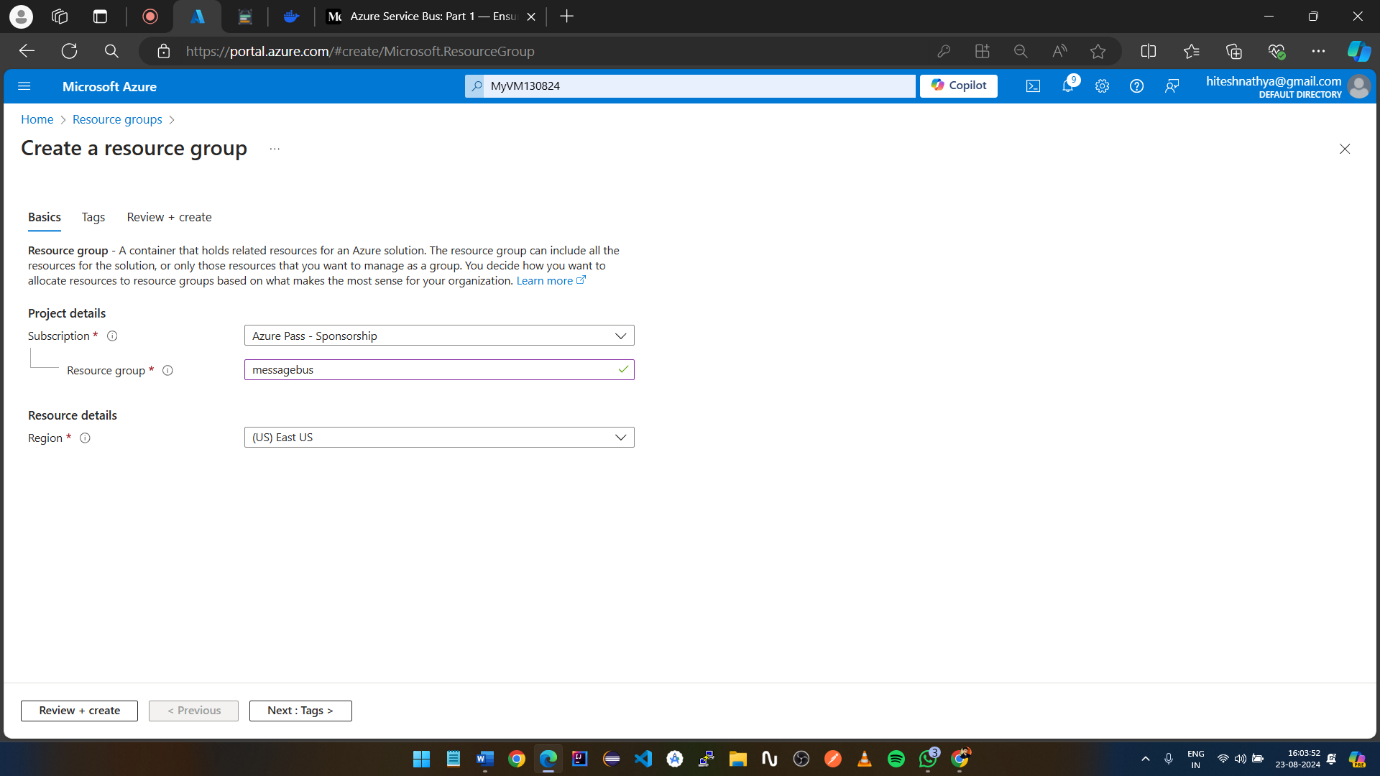 Azure Service Bus: Part 1 — Ensu
https://portal.azure.com/#create/Microsoft.ResourceGroup
Microsoft Azure
MyVM130824
Copilot
9
hiteshnathya@gmail.com
DEFAULT DIRECTORY
Home > Resource groups >
Create a resource group ...
Basics Tags Review + create
Resource group - A container that holds related resources for an Azure solution. The resource group can include all the
resources for the solution, or only those resources that you want to manage as a group. You decide how you want to
allocate resources to resource groups based on what makes the most sense for your organization. Learn more
Project details
Subscription * Azure Pass - Sponsorship
Resource group * messagebus
Resource details
Region * (US) East US
Review + create < Previous Next : Tags >
3
ENG
IN
16:03:52
23-08-2024